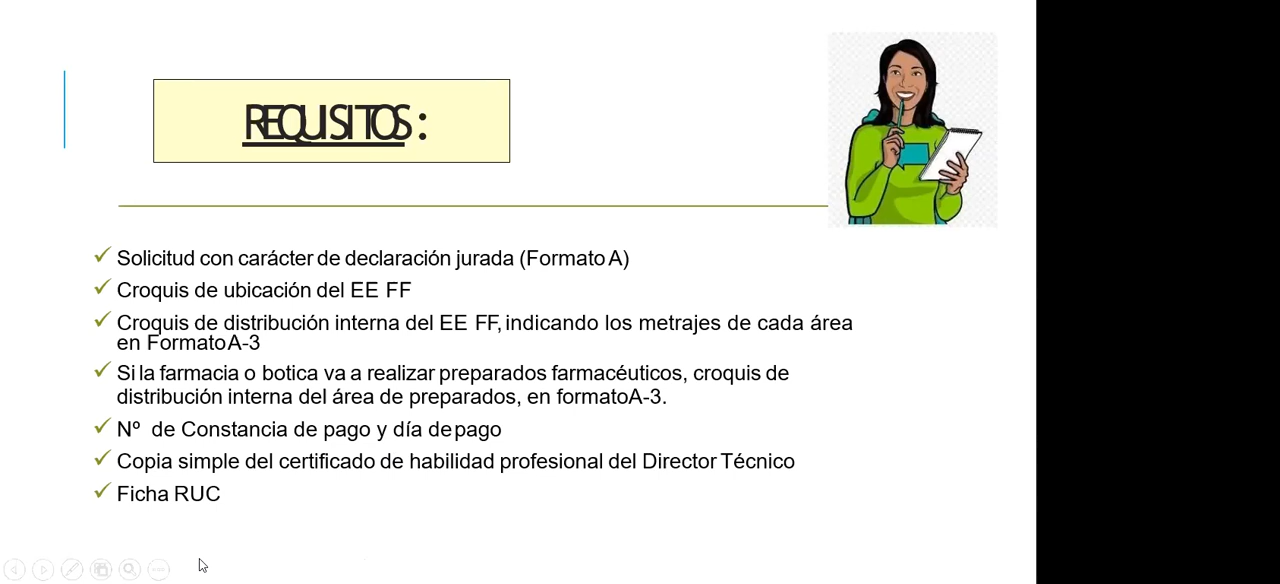 REQUISITOS:
Solicitud con carácter de declaración jurada (Formato A)
Croquis de ubicación del EE FF
Croquis de distribución interna del EE FF, indicando los metrajes de cada área
en Formato A-3
Si la farmacia o botica va a realizar preparados farmacéuticos, croquis de
distribución interna del área de preparados, en formatoA-3.
Nº de Constancia de pago y día de pago
Copia simple del certificado de habilidad profesional del Director Técnico
Ficha RUC